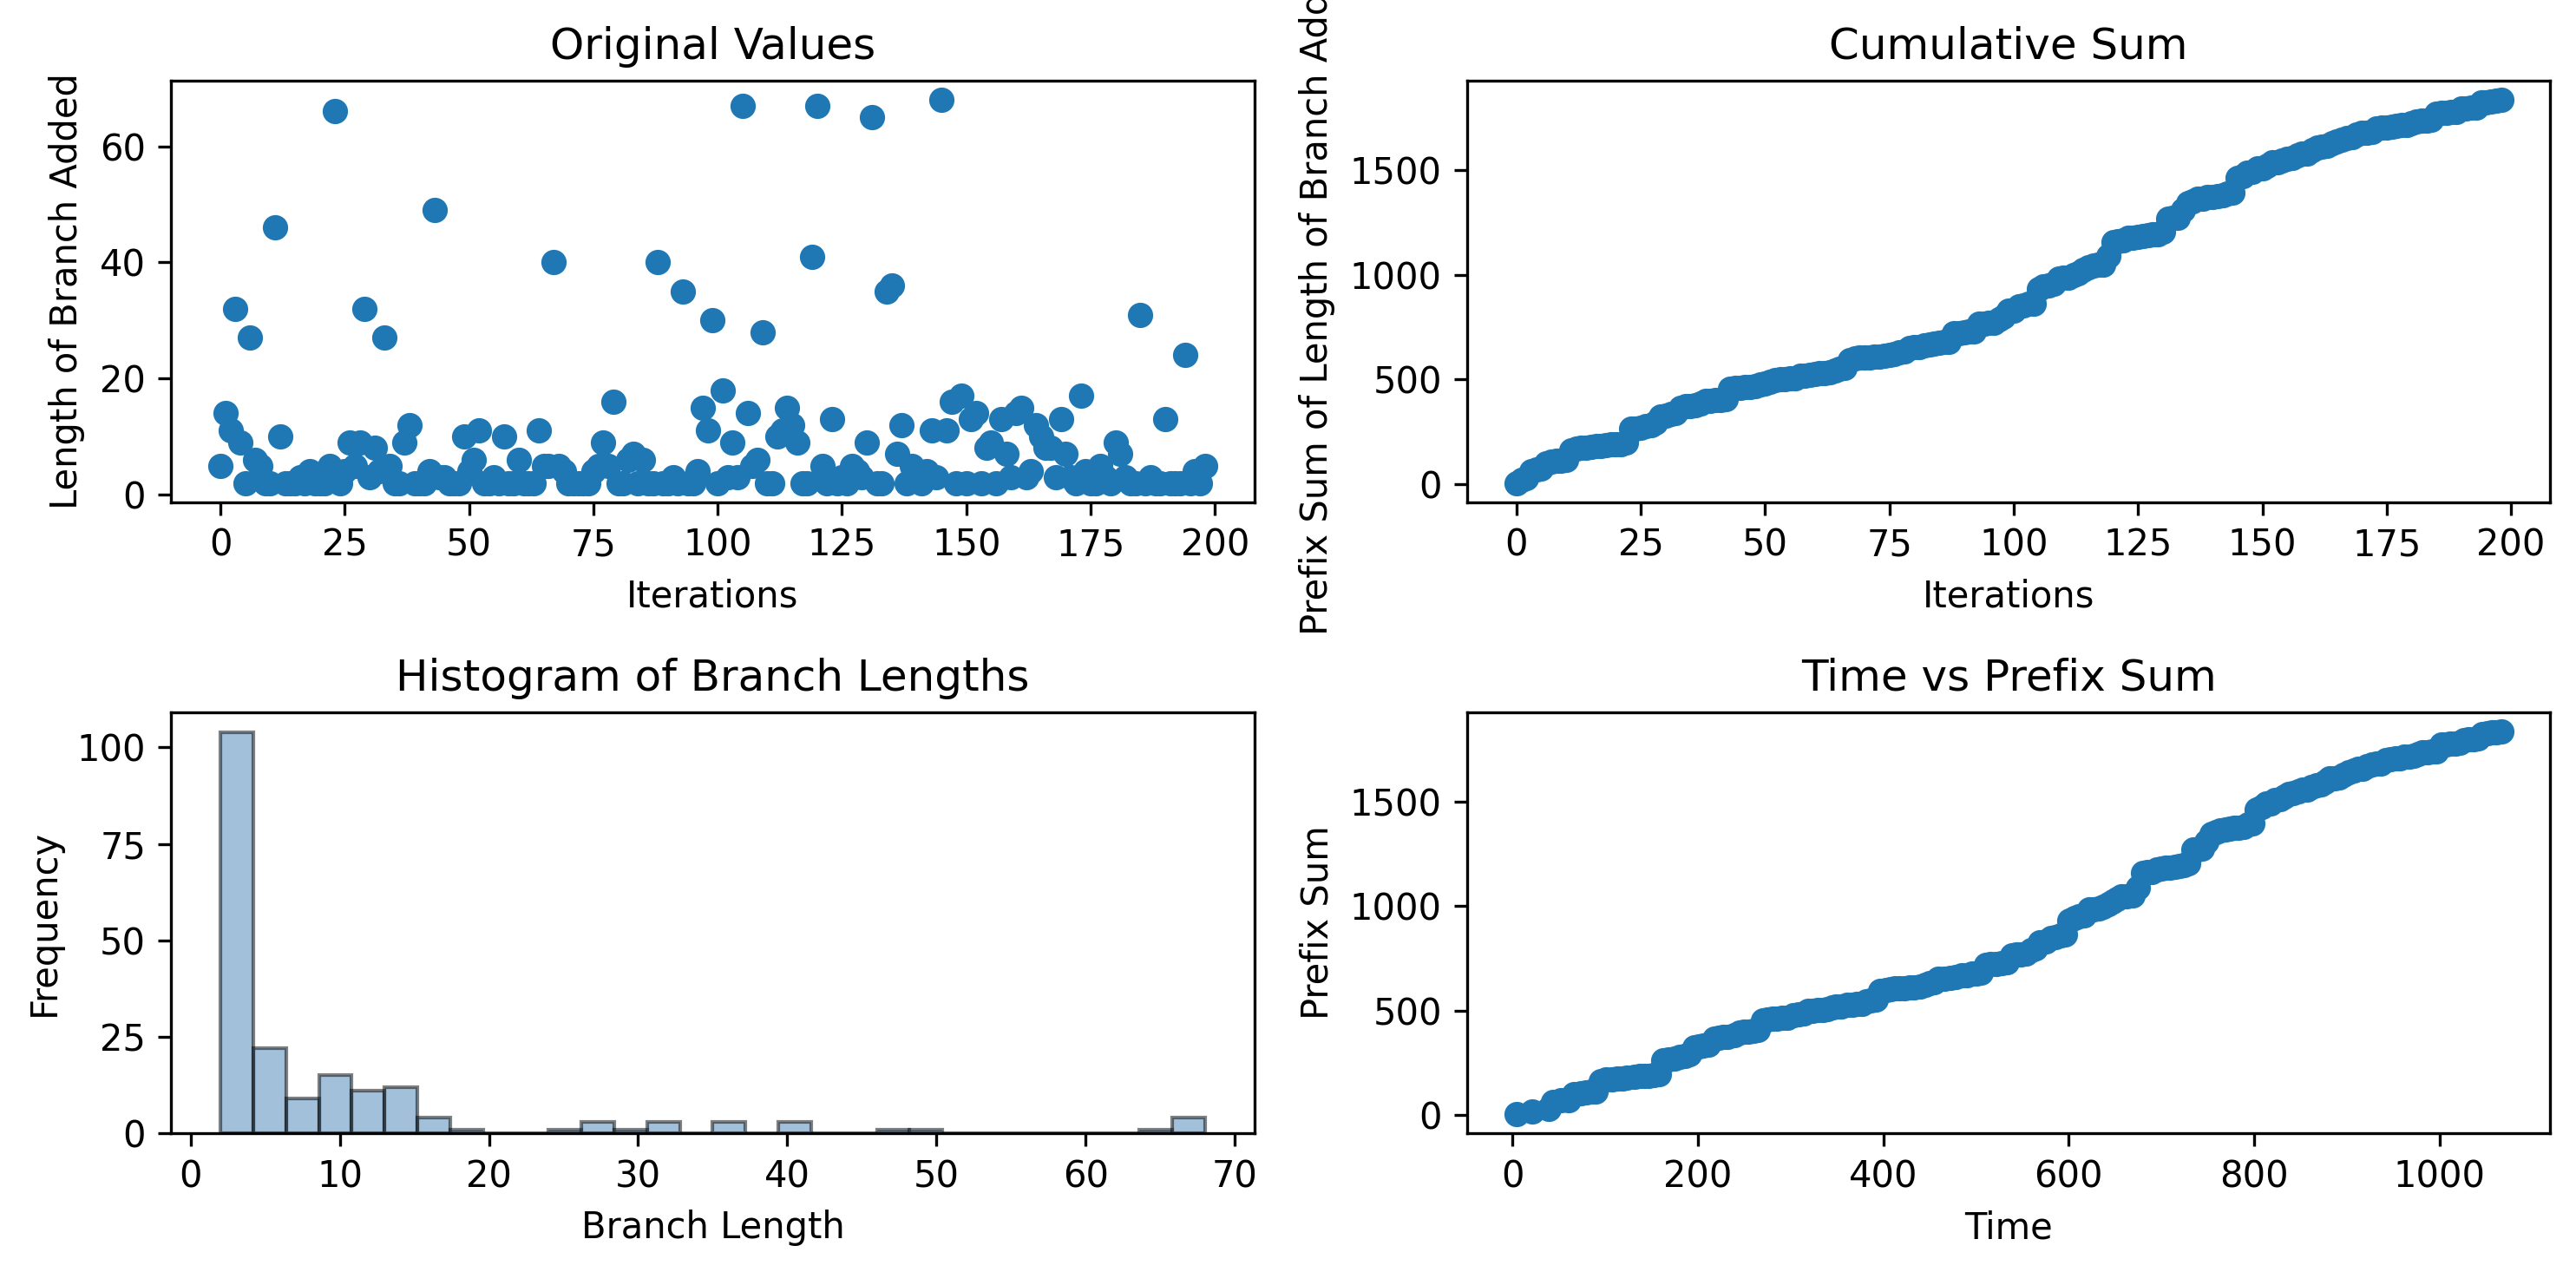 Original Values
Length of Branch Added
60
40
20
0
0 25 50 75 100 125 150 175 200
Iterations
Cumulative Sum
Prefix Sum of Length of Branch
1500
1000
500
0
0 25 50 75 100 125 150 175 200
Iterations
Histogram of Branch Lengths
Frequency
100
75
50
25
0
0 10 20 30 40 50 60 70
Branch Length
Time vs Prefix Sum
Prefix Sum
1500
1000
500
0
0 200 400 600 800 1000
Time